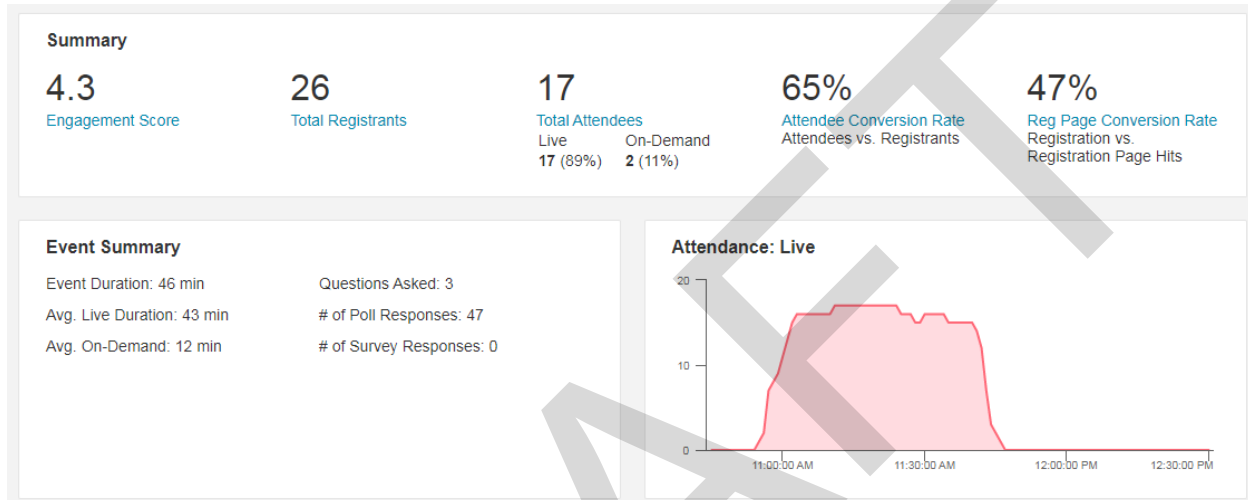 Summary
4.3
Engagement Score
26
Total Registrants
17
Total Attendees
Live On-Demand
17 (89%) 2 (11%)
65%
Attendee Conversion Rate
Attendees vs. Registrants
47%
Reg Page Conversion Rate
Registration vs.
Registration Page Hits
Event Summary
Event Duration: 46 min
Avg. Live Duration: 43 min
Avg. On-Demand: 12 min
Questions Asked: 3
# of Poll Responses: 47
# of Survey Responses: 0
Attendance: Live
20
10
0
11:00:00 AM 11:30:00 AM 12:00:00 PM 12:30:00 PM